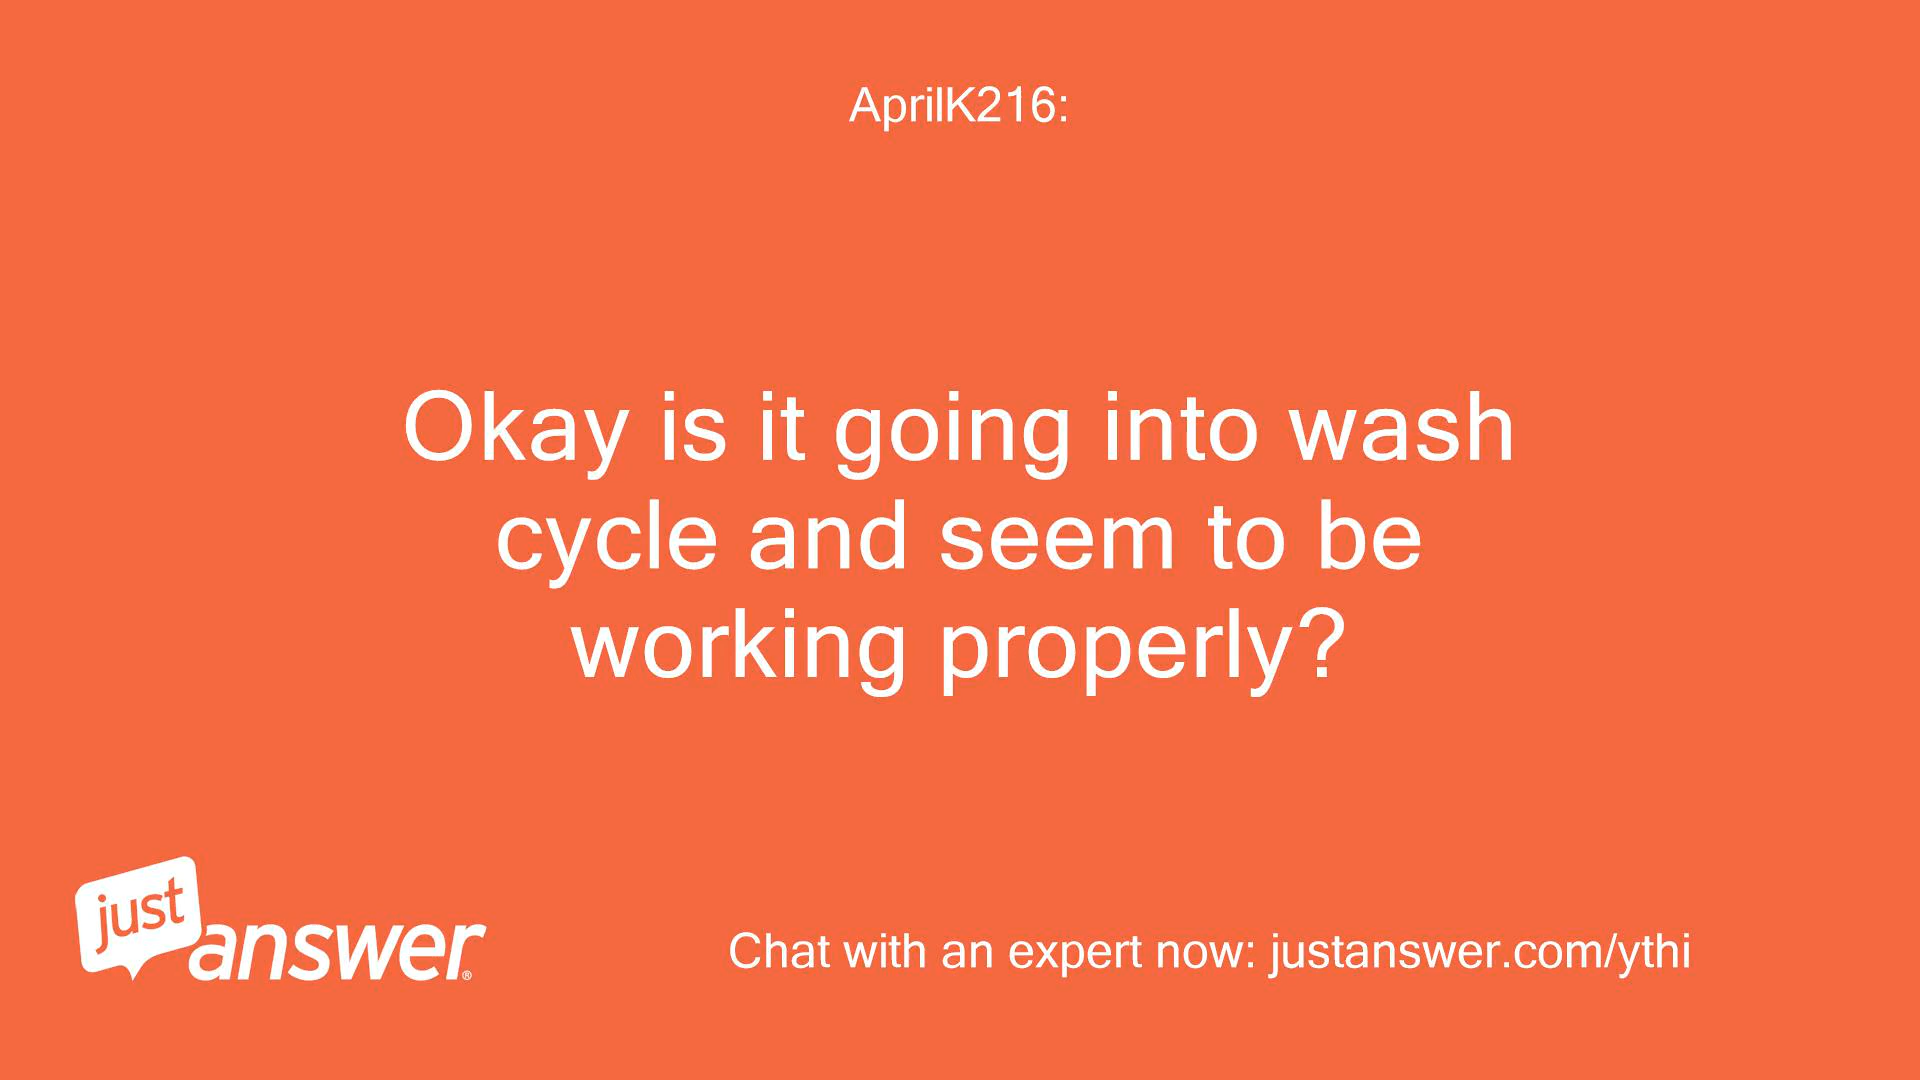 AprilK216:
Okay is it going into wash
cycle and seem to be
working properly?
just
answer®
Chat with an expert now: justanswer.com/ythi